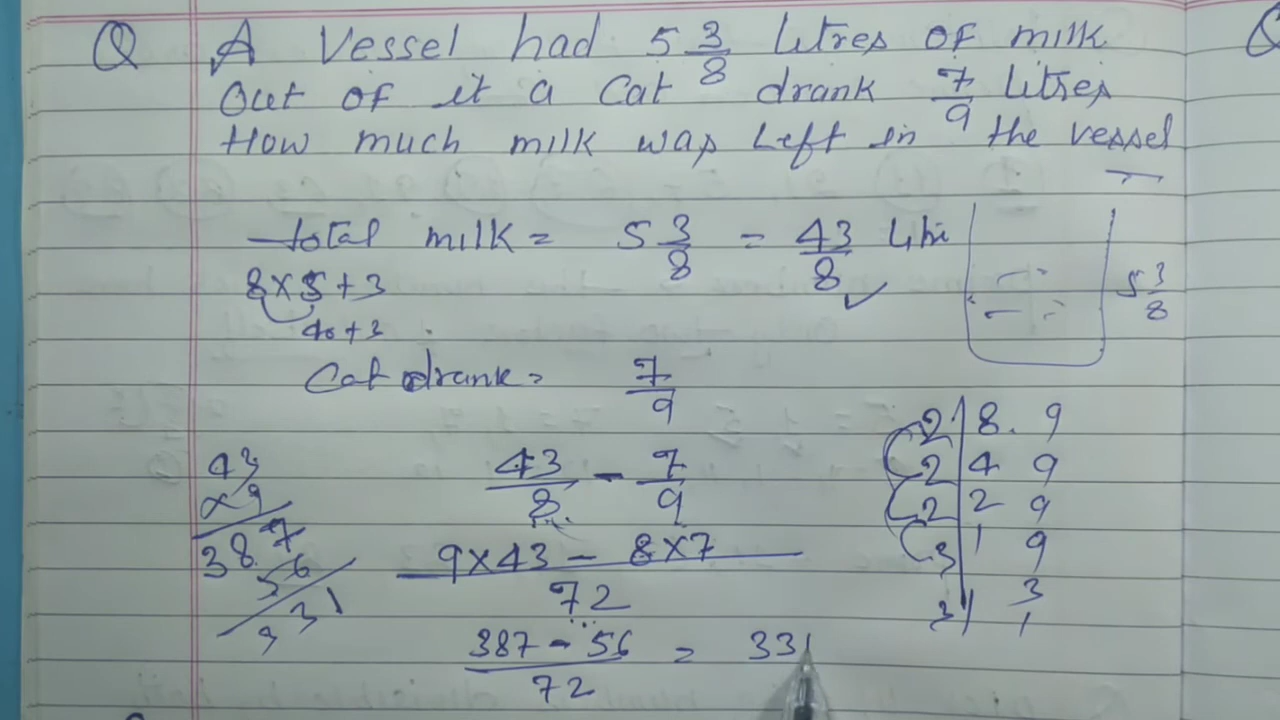 Q A Vessel had 5 3/8 litres of milk
Out of it a Cat drank 7/9 litres
How much milk was left in the vessel
total milk = 5 3/8 = 43/8
8×5+3
40+3
5 3/8
Cat drank = 7/9
43
×9
387
56
331
43/8 - 7/9
9×43 - 8×7
72
387 - 56 = 331
72
2 8 . 9
2 4 9
2 2 9
3 1 9
3 3
1